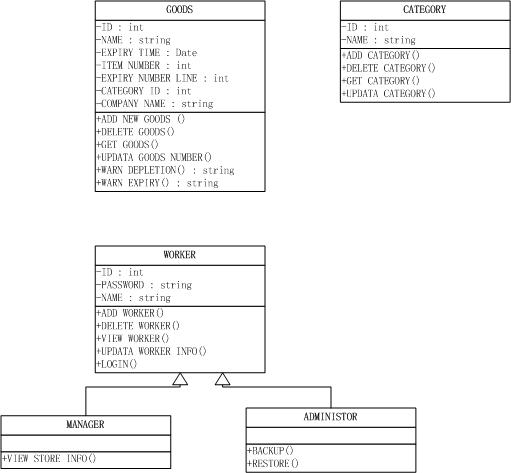 GOODS
-ID : int
-NAME : string
-EXPIRY TIME : Date
-ITEM NUMBER : int
-EXPIRY NUMBER LINE : int
-CATEGORY ID : int
-COMPANY NAME : string
+ADD NEW GOODS ()
+DELETE GOODS()
+GET GOODS()
+UPDATA GOODS NUMBER()
+WARN DEPLETION() : string
+WARN EXPIRY() : string
CATEGORY
-ID : int
-NAME : string
+ADD CATEGORY()
+DELETE CATEGORY()
+GET CATEGORY()
+UPDATA CATEGORY()
WORKER
-ID : int
-PASSWORD : string
-NAME : string
+ADD WORKER()
+DELETE WORKER()
+VIEW WORKER()
+UPDATA WORKER INFO()
+LOGIN()
MANAGER
+VIEW STORE INFO()
ADMINISTOR
+BACKUP()
+RESTORE()